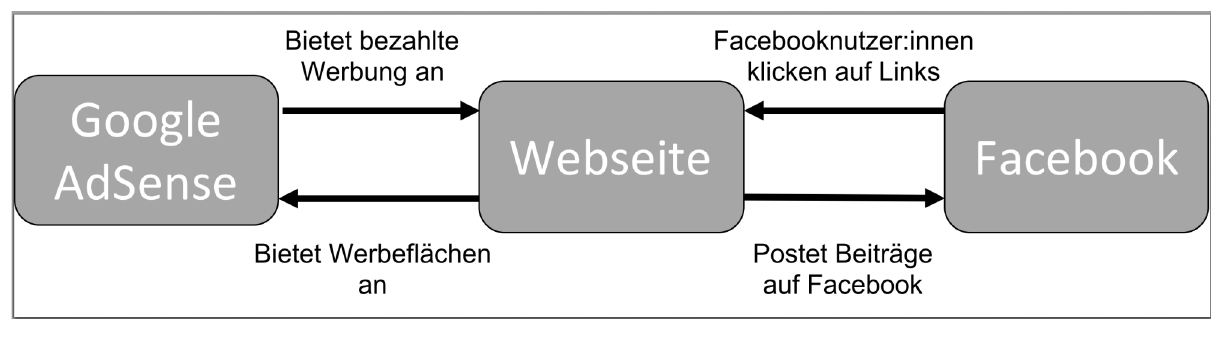 Bietet bezahlte
Werbung an
Facebooknutzer:innen
klicken auf Links
Google
AdSense
Webseite
Facebook
Bietet Werbeflächen
an
Postet Beiträge
auf Facebook